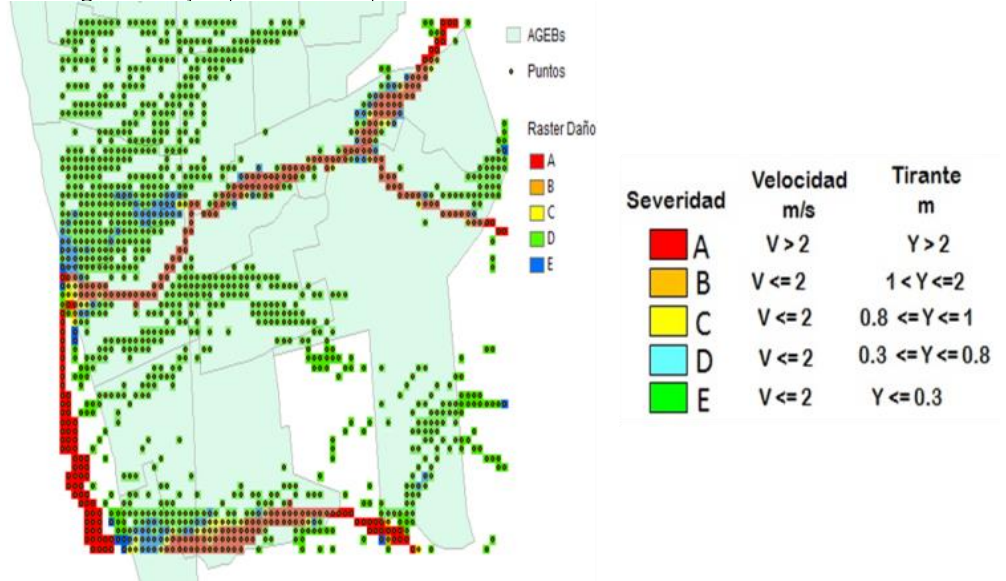 AGEBs
Puntos
Raster Daño
A
B
C
D
E
Severidad Velocidad m/s Tirante m
A V > 2 Y > 2
B V <= 2 1 < Y <=2
C V <= 2 0.8 <=Y <= 1
D V <= 2 0.3 <=Y <= 0.8
E V <= 2 Y <= 0.3